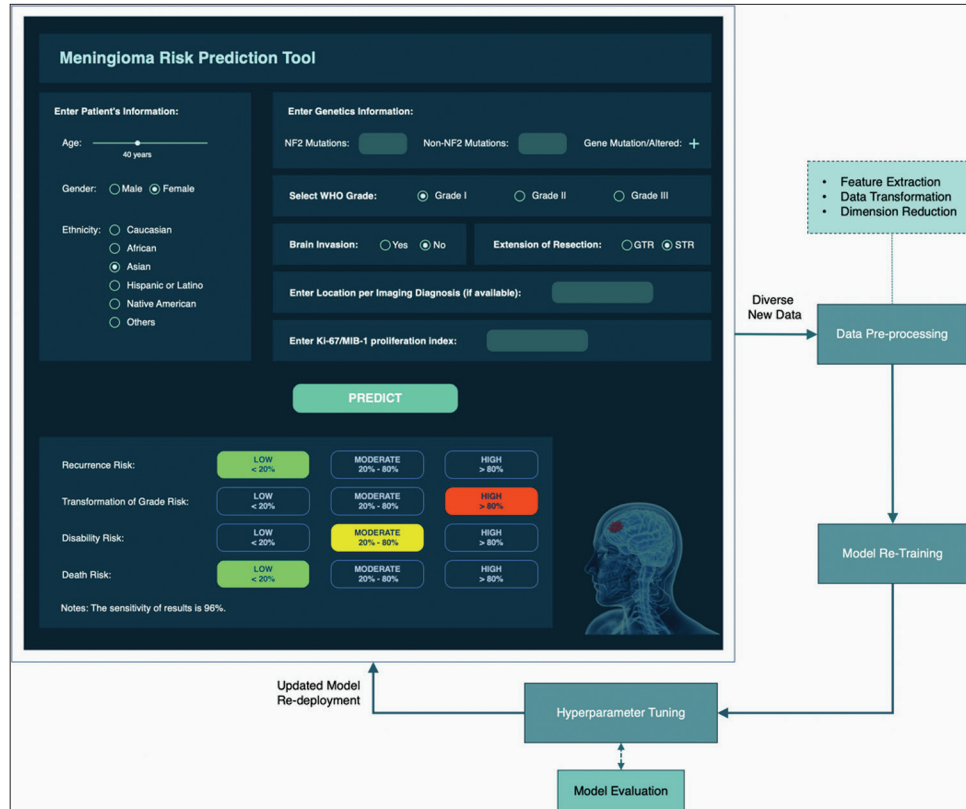 Meningioma Risk Prediction Tool
Enter Patient's Information:
Age:
40 years
Gender: Male Female
Ethnicity: Caucasian
African
Asian
Hispanic or Latino
Native American
Others
Enter Genetics Information:
NF2 Mutations: Non-NF2 Mutations: Gene Mutation/Altered: +
Select WHO Grade: Grade I Grade II Grade III
Brain Invasion: Yes No
Extension of Resection: GTR STR
Enter Location per Imaging Diagnosis (if available):
Enter Ki-67/MIB-1 proliferation index:
PREDICT
Recurrence Risk:
LOW
< 20%
MODERATE
20% - 80%
HIGH
> 80%
Transformation of Grade Risk:
LOW
< 20%
MODERATE
20% - 80%
HIGH
> 80%
Disability Risk:
LOW
< 20%
MODERATE
20% - 80%
HIGH
> 80%
Death Risk:
LOW
< 20%
MODERATE
20% - 80%
HIGH
> 80%
Notes: The sensitivity of results is 96%.
Diverse
New Data
• Feature Extraction
• Data Transformation
• Dimension Reduction
Data Pre-processing
Model Re-Training
Hyperparameter Tuning
Model Evaluation
Updated Model
Re-deployment